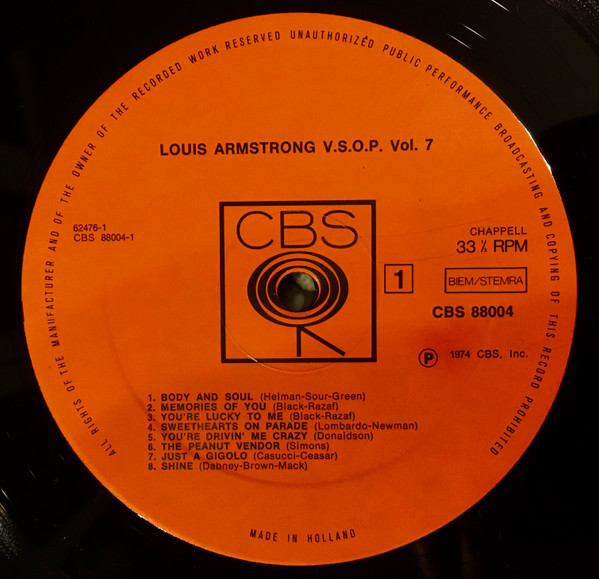 ALL RIGHTS OF THE MANUFACTURER AND OF THE OWNER OF THE RECORDED WORK RESERVED UNAUTHORIZED PUBLIC PERFORMANCE BROADCASTING AND COPYING OF THIS RECORD PROHIBITED
LOUIS ARMSTRONG V.S.O.P. Vol. 7
62476-1
CBS 88004-1
CBS
CHAPPELL
33 ⅓ RPM
1
BIEM/STEMRA
CBS 88004
℗ 1974 CBS, Inc.
1. BODY AND SOUL (Helman-Sour-Green)
2. MEMORIES OF YOU (Black-Razaf)
3. YOU'RE LUCKY TO ME (Black-Razaf)
4. SWEETHEARTS ON PARADE (Lombardo-Newman)
5. YOU'RE DRIVIN' ME CRAZY (Donaldson)
6. THE PEANUT VENDOR (Simons)
7. JUST A GIGOLO (Casucci-Ceasar)
8. SHINE (Dabney-Brown-Mack)
MADE IN HOLLAND